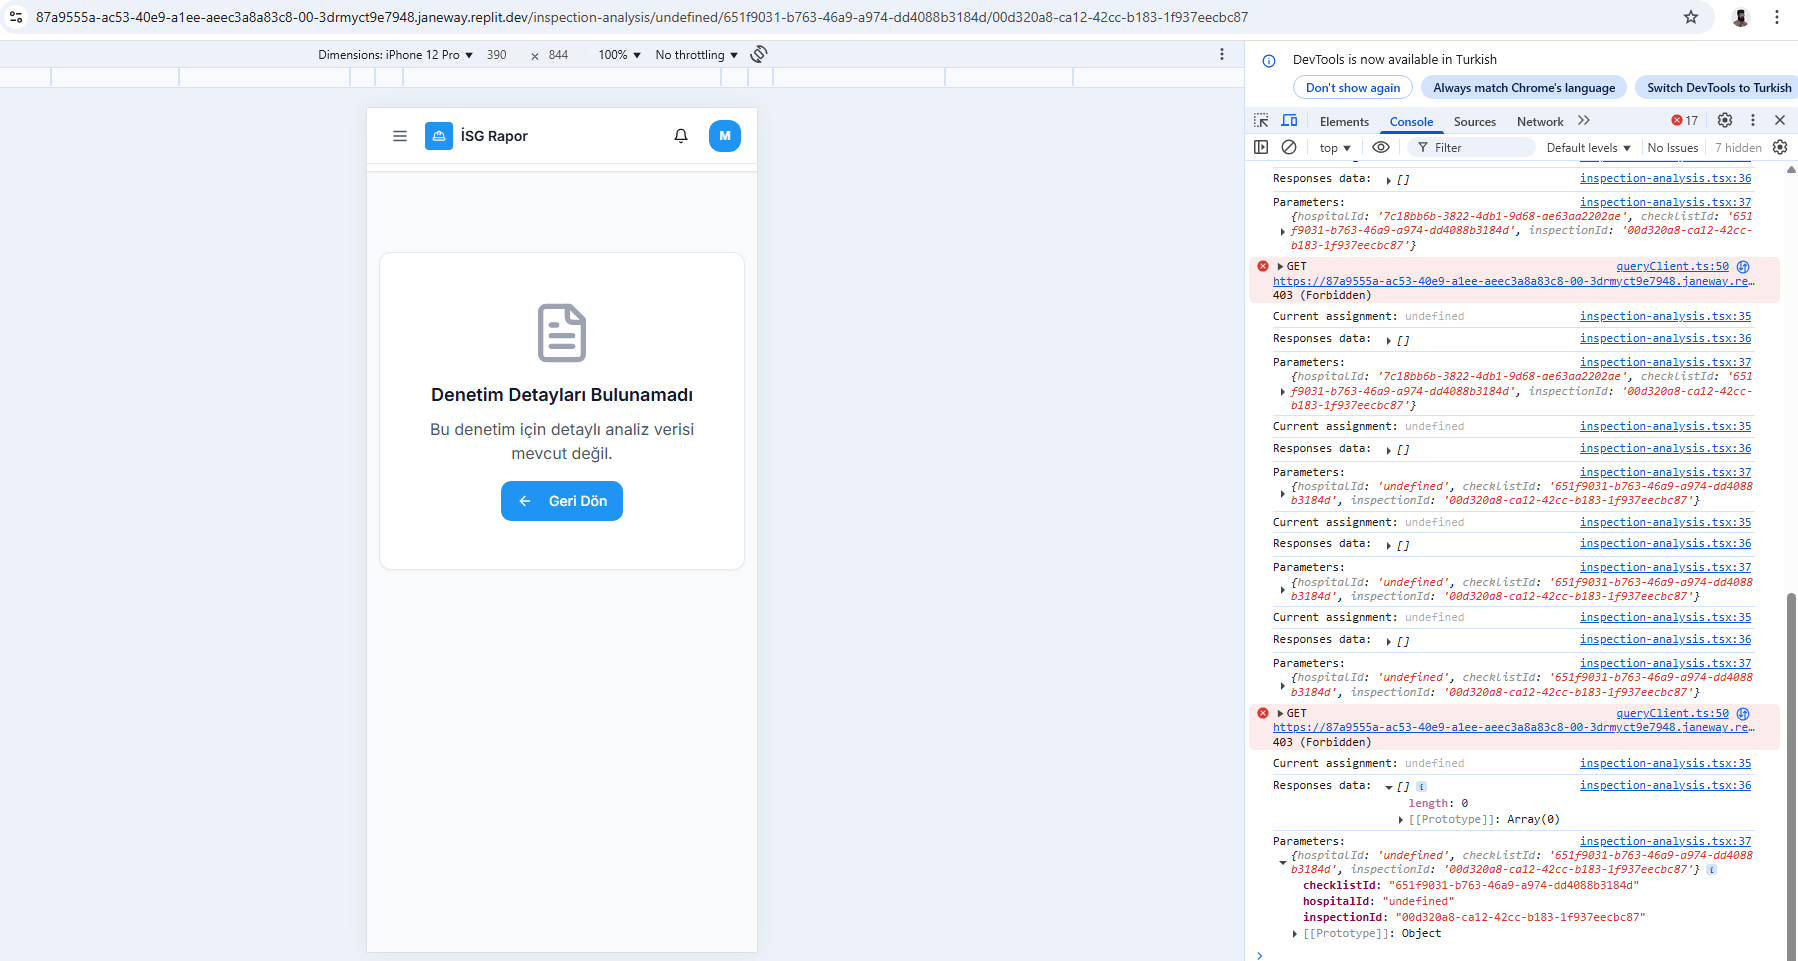 87a9555a-ac53-40e9-a1ee-aeec3a8a83c8-00-3drmyct9e7948.janeway.replit.dev/inspection-analysis/undefined/651f9031-b763-46a9-a974-dd4088b3184d/00d320a8-ca12-42cc-b183-1f937eecbc87
Dimensions: iPhone 12 Pro 390 × 844 100% No throttling
İSG Rapor
M
Denetim Detayları Bulunamadı
Bu denetim için detaylı analiz verisi
mevcut değil.
Geri Dön
DevTools is now available in Turkish
Don't show again Always match Chrome's language Switch DevTools to Turkish
Elements Console Sources Network 17
top Filter Default levels No Issues 7 hidden
Responses data: [] inspection-analysis.tsx:36
Parameters: inspection-analysis.tsx:37
{hospitalId: '7c18bb6b-3822-4db1-9d68-ae63aa2202ae', checklistId: '651
f9031-b763-46a9-a974-dd4088b3184d', inspectionId: '00d320a8-ca12-42cc-
b183-1f937eecbc87'}
GET queryClient.ts:50
https://87a9555a-ac53-40e9-a1ee-aeec3a8a83c8-00-3drmyct9e7948.janeway.re…
403 (Forbidden)
Current assignment: undefined inspection-analysis.tsx:35
Responses data: [] inspection-analysis.tsx:36
Parameters: inspection-analysis.tsx:37
{hospitalId: '7c18bb6b-3822-4db1-9d68-ae63aa2202ae', checklistId: '651
f9031-b763-46a9-a974-dd4088b3184d', inspectionId: '00d320a8-ca12-42cc-
b183-1f937eecbc87'}
Current assignment: undefined inspection-analysis.tsx:35
Responses data: [] inspection-analysis.tsx:36
Parameters: inspection-analysis.tsx:37
{hospitalId: 'undefined', checklistId: '651f9031-b763-46a9-a974-dd4088
b3184d', inspectionId: '00d320a8-ca12-42cc-b183-1f937eecbc87'}
Current assignment: undefined inspection-analysis.tsx:35
Responses data: [] inspection-analysis.tsx:36
Parameters: inspection-analysis.tsx:37
{hospitalId: 'undefined', checklistId: '651f9031-b763-46a9-a974-dd4088
b3184d', inspectionId: '00d320a8-ca12-42cc-b183-1f937eecbc87'}
Current assignment: undefined inspection-analysis.tsx:35
Responses data: [] inspection-analysis.tsx:36
Parameters: inspection-analysis.tsx:37
{hospitalId: 'undefined', checklistId: '651f9031-b763-46a9-a974-dd4088
b3184d', inspectionId: '00d320a8-ca12-42cc-b183-1f937eecbc87'}
GET queryClient.ts:50
https://87a9555a-ac53-40e9-a1ee-aeec3a8a83c8-00-3drmyct9e7948.janeway.re…
403 (Forbidden)
Current assignment: undefined inspection-analysis.tsx:35
Responses data: [] inspection-analysis.tsx:36
length: 0
[[Prototype]]: Array(0)
Parameters: inspection-analysis.tsx:37
{hospitalId: 'undefined', checklistId: '651f9031-b763-46a9-a974-dd4088
b3184d', inspectionId: '00d320a8-ca12-42cc-b183-1f937eecbc87'}
checklistId: "651f9031-b763-46a9-a974-dd4088b3184d"
hospitalId: "undefined"
inspectionId: "00d320a8-ca12-42cc-b183-1f937eecbc87"
[[Prototype]]: Object